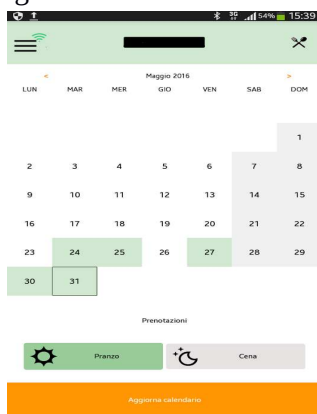 3G 54% 15:39
< Maggio 2016 >
LUN MAR MER GIO VEN SAB DOM
1
2 3 4 5 6 7 8
9 10 11 12 13 14 15
16 17 18 19 20 21 22
23 24 25 26 27 28 29
30 31
Prenotazioni
Pranzo Cena
Aggiorna calendario